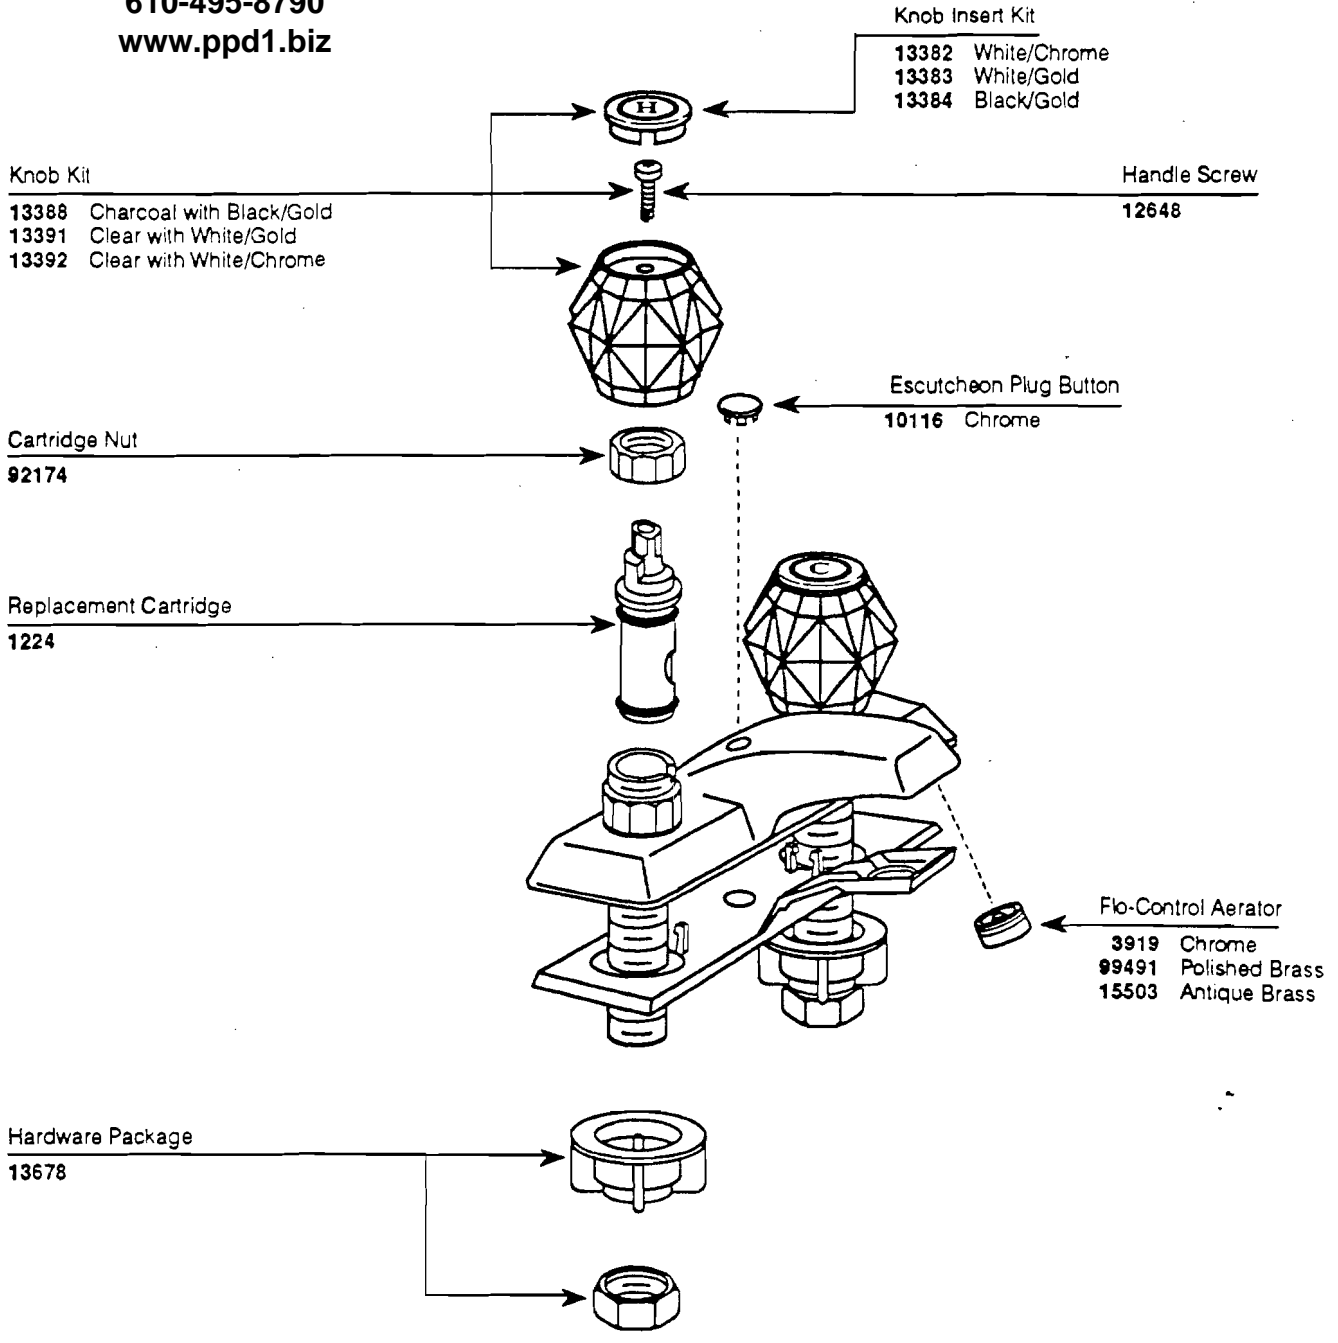 610-495-8790
www.ppd1.biz
Knob Insert Kit
13382 White/Chrome
13383 White/Gold
13384 Black/Gold
H
Knob Kit
13388 Charcoal with Black/Gold
13391 Clear with White/Gold
13392 Clear with White/Chrome
Handle Screw
12648
Escutcheon Plug Button
10116 Chrome
Cartridge Nut
92174
C
Replacement Cartridge
1224
Flo-Control Aerator
3919 Chrome
99491 Polished Brass
15503 Antique Brass
Hardware Package
13678